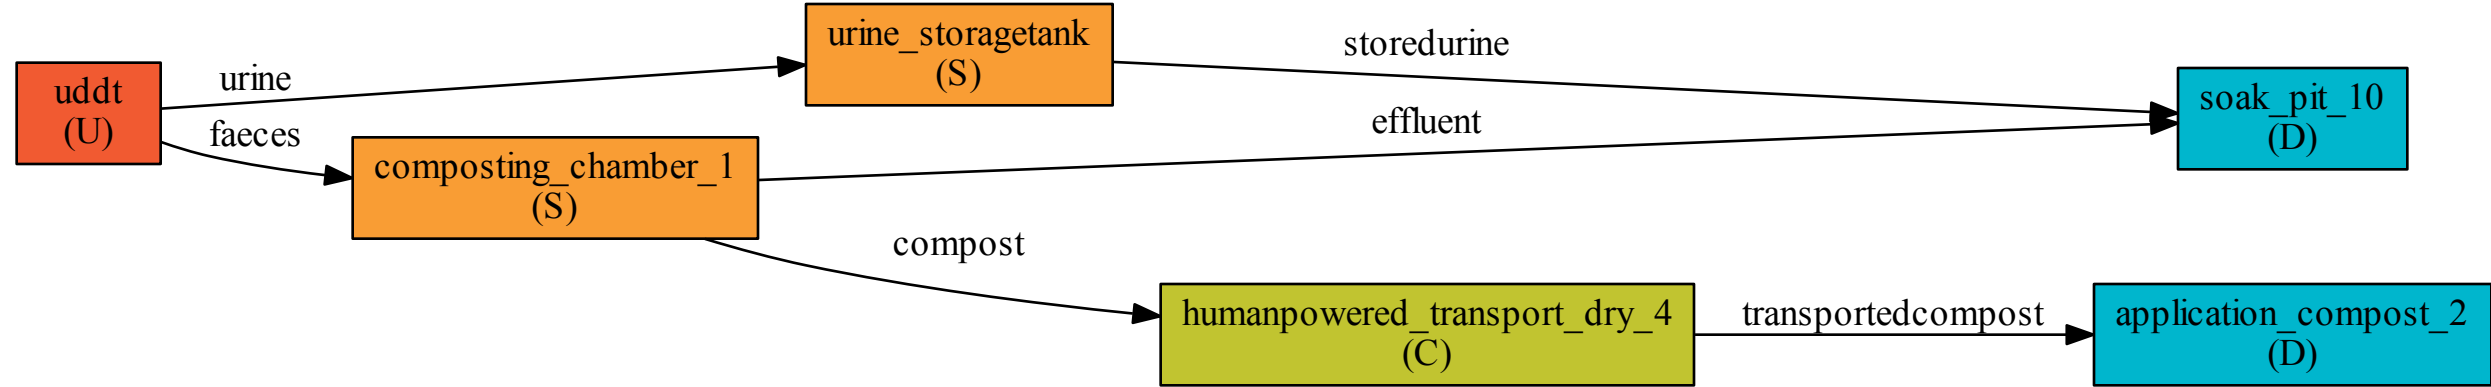 uddt
(U)
urine
faeces
urine_storagetank
(S)
composting_chamber_1
(S)
storedurine
effluent
compost
soak_pit_10
(D)
humanpowered_transport_dry_4
(C)
transportedcompost
application_compost_2
(D)